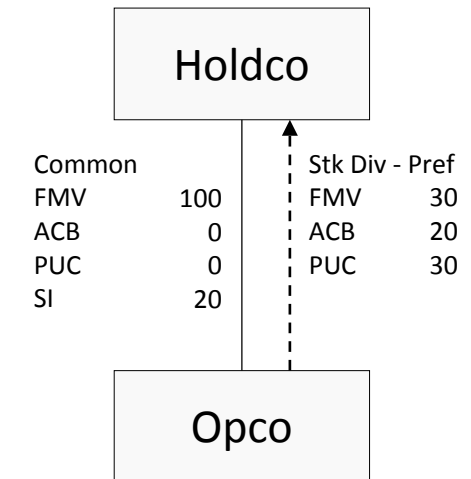 Holdco
Common
FMV 100
ACB 0
PUC 0
SI 20
Stk Div - Pref
FMV 30
ACB 20
PUC 30
Opco